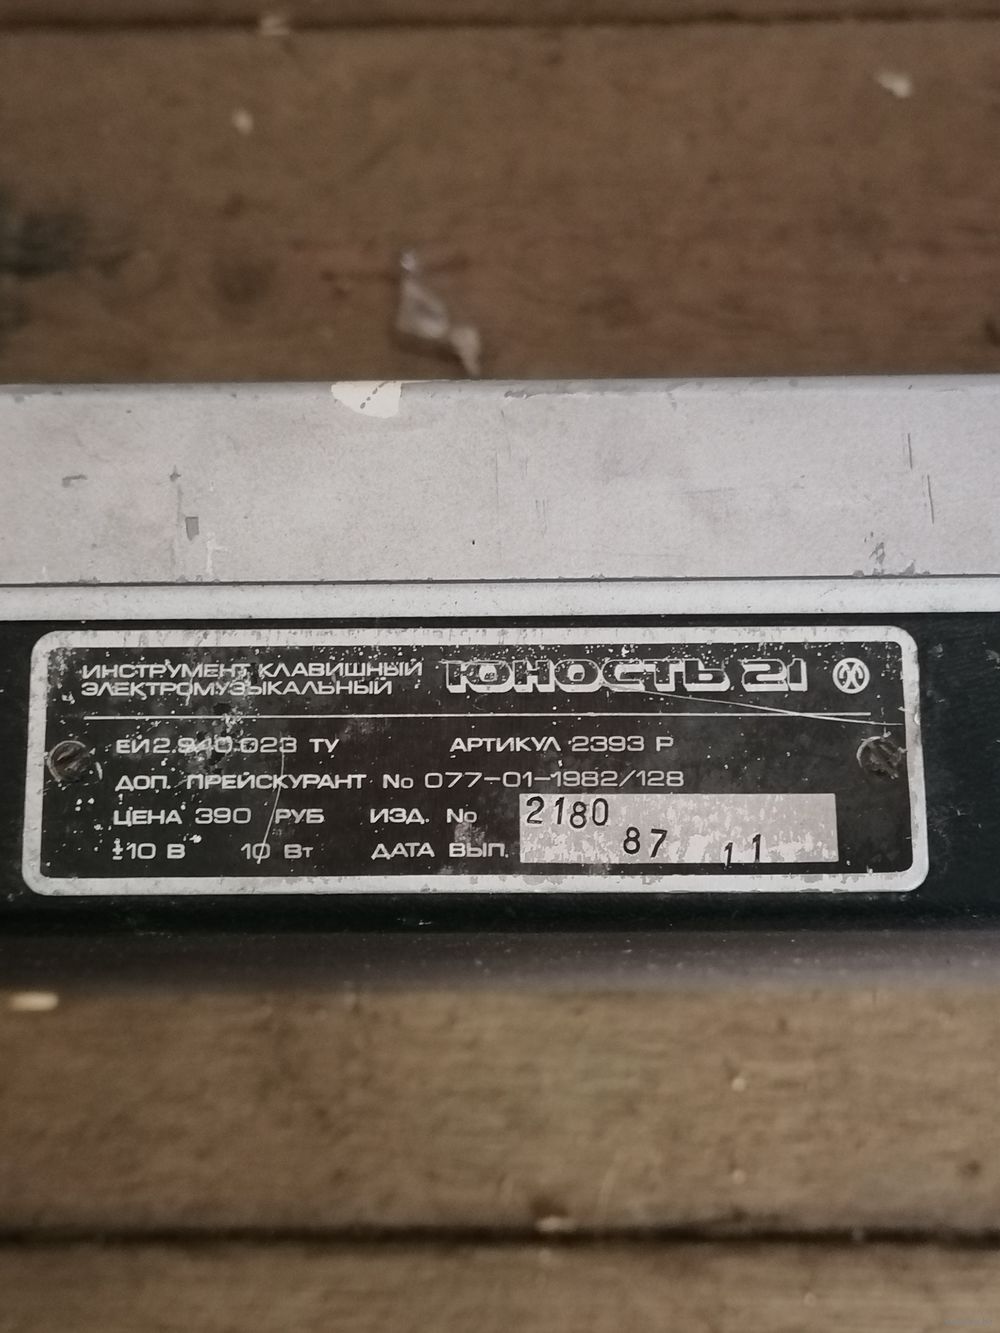 ИНСТРУМЕНТ КЛАВИШНЫЙ
ЭЛЕКТРОМУЗЫКАЛЬНЫЙ
ЮНОСТЬ 21
ЕИ2.940.023 ТУ АРТИКУЛ 2393 Р
ДОП. ПРЕЙСКУРАНТ No 077-01-1982/128
ЦЕНА 390 РУБ ИЗД. No 2180
±10 В 10 Вт ДАТА ВЫП. 87 11